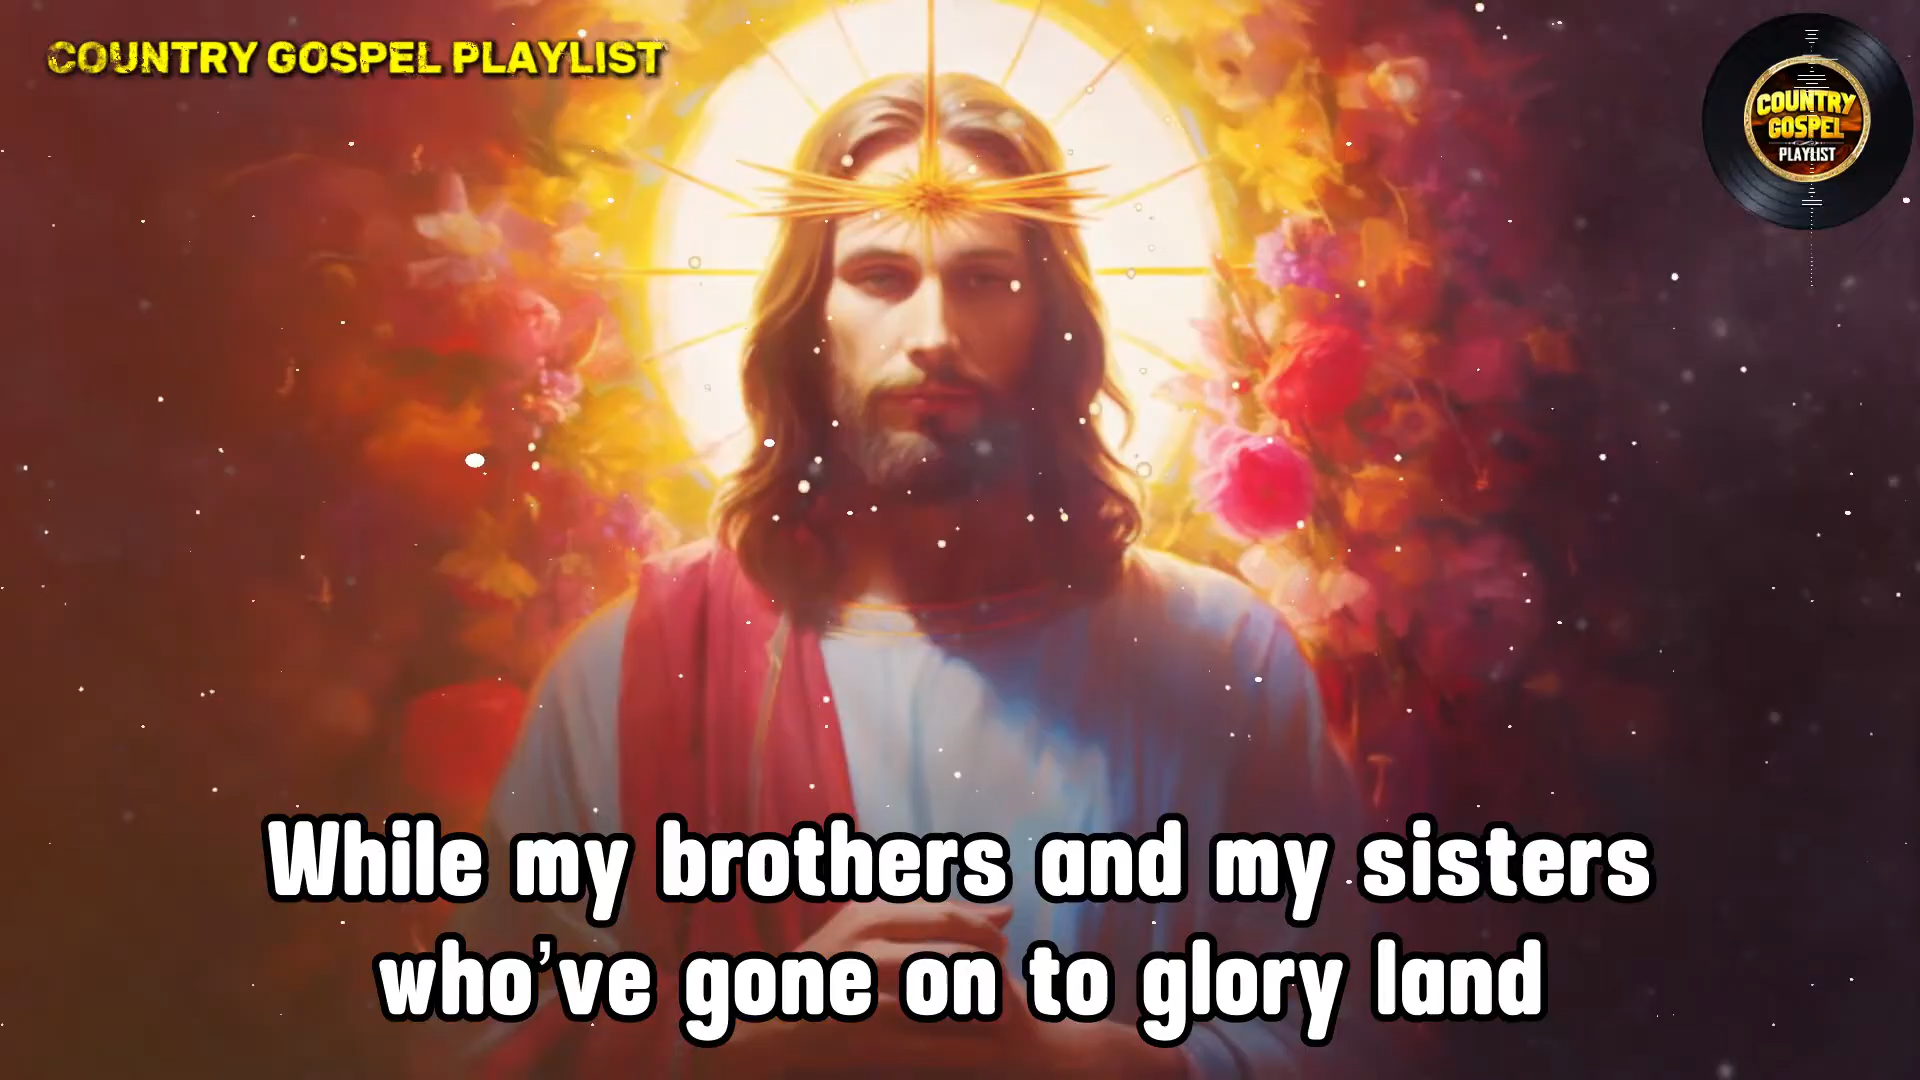 COUNTRY GOSPEL PLAYLIST
COUNTRY
GOSPEL
PLAYLIST
While my brothers and my sisters
who've gone on to glory land